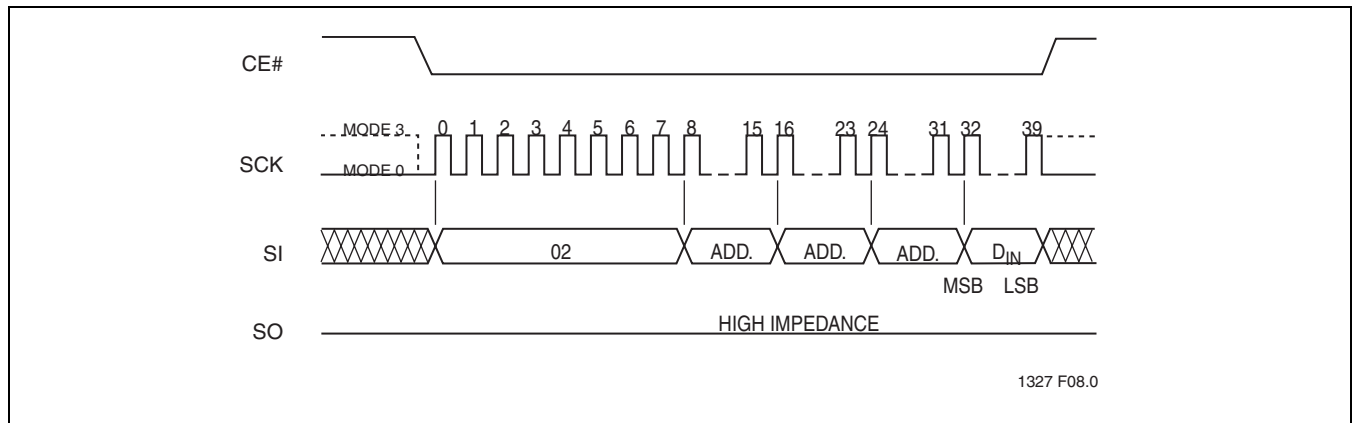 CE#
MODE 3 0 1 2 3 4 5 6 7 8 15 16 23 24 31 32 39
SCK
MODE 0
SI 02 ADD. ADD. ADD. DIN
MSB LSB
HIGH IMPEDANCE
SO
1327 F08.0